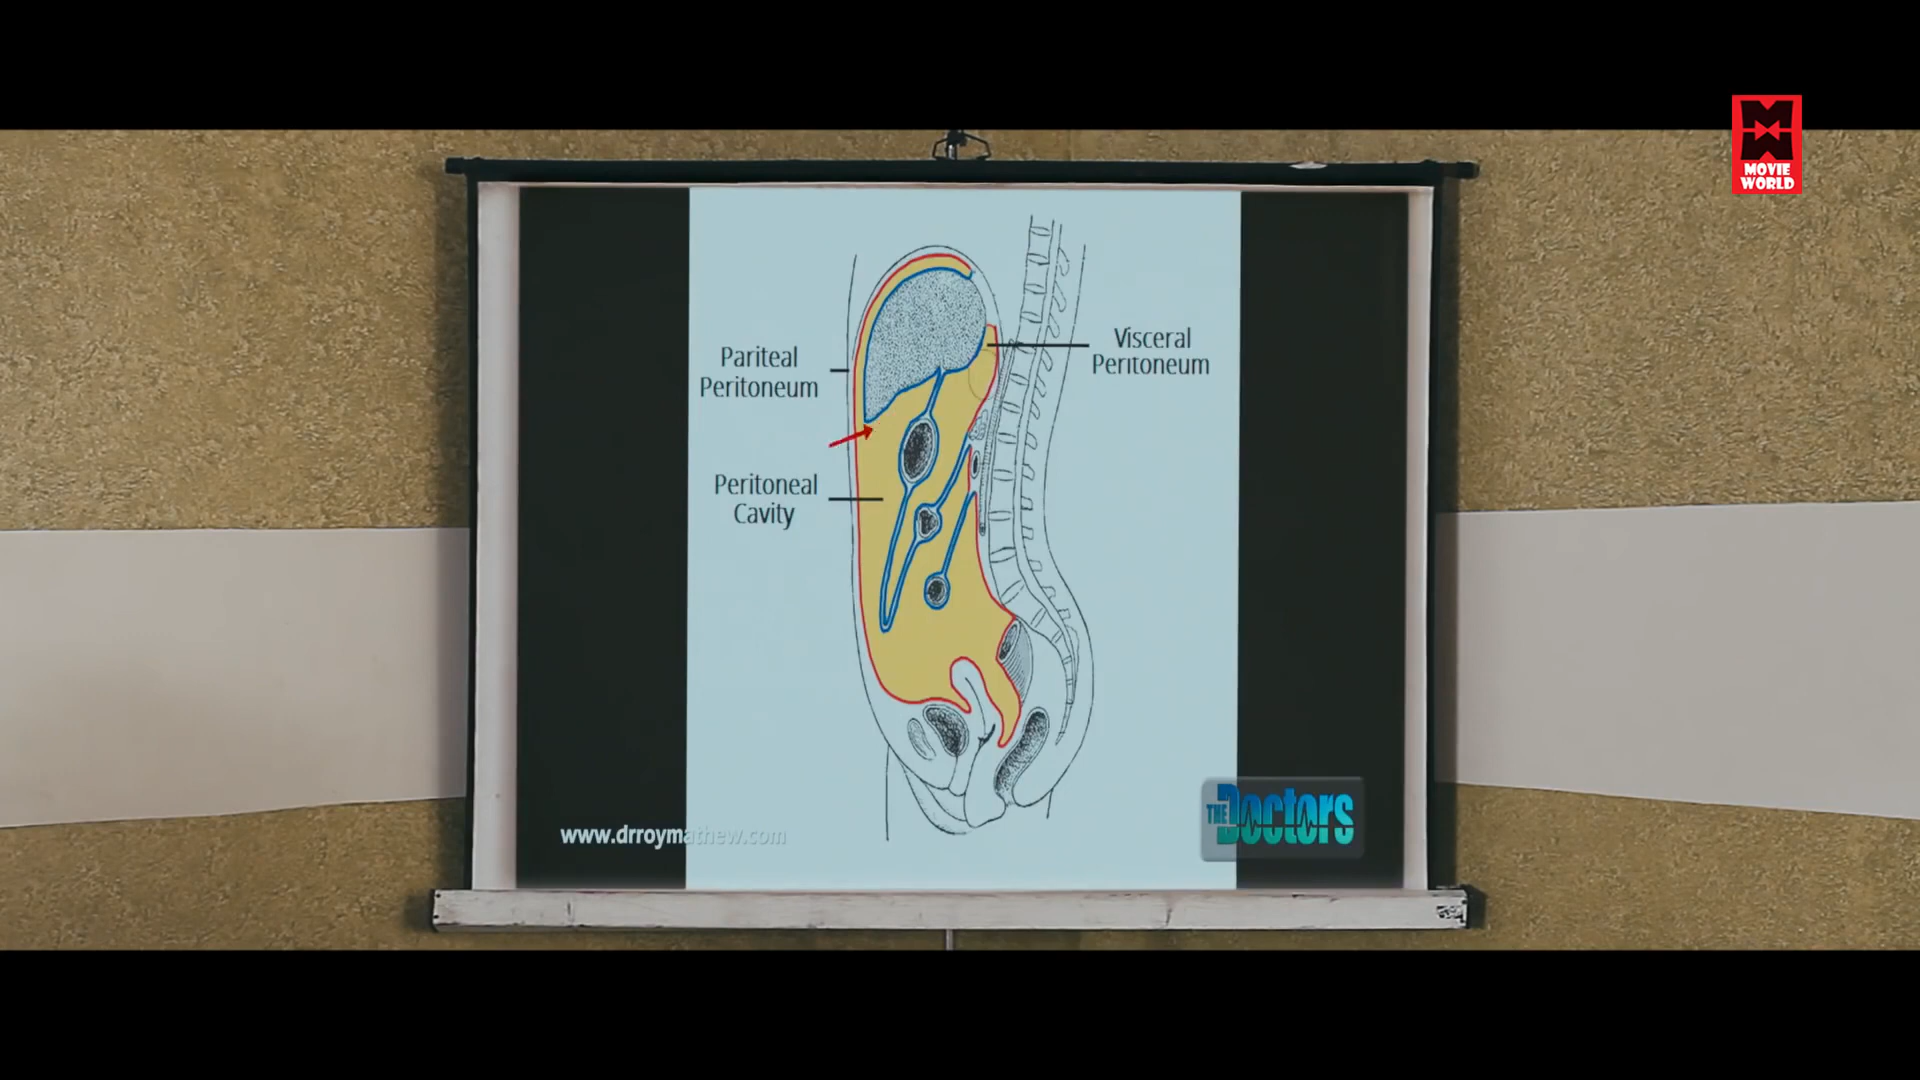 MOVIE
WORLD
Pariteal
Peritoneum
Visceral
Peritoneum
Peritoneal
Cavity
www.drroymathew.com
THE Doctors